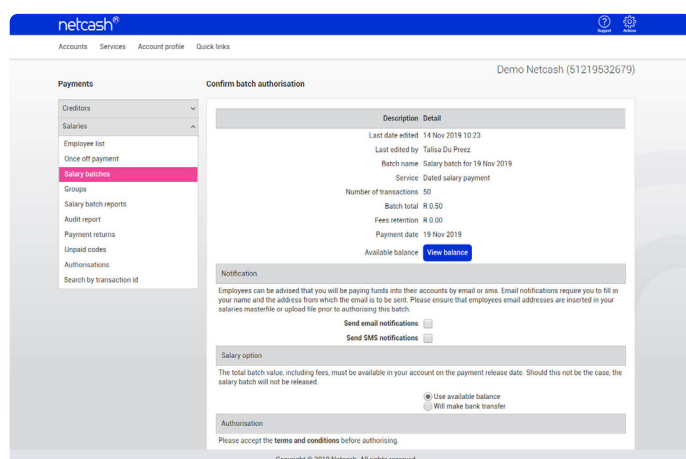 netcash®
Support
Actions
Accounts Services Account profile Quick links
Demo Netcash (51219532679)
Payments
Confirm batch authorisation
Creditors
Salaries
Employee list
Once off payment
Salary batches
Groups
Salary batch reports
Audit report
Payment returns
Unpaid codes
Authorisations
Search by transaction id
Description Detail
Last date edited 14 Nov 2019 10:23
Last edited by Talisa Du Preez
Batch name Salary batch for 19 Nov 2019
Service Dated salary payment
Number of transactions 50
Batch total R 0.50
Fees retention R 0.00
Payment date 19 Nov 2019
Available balance View balance
Notification
Employees can be advised that you will be paying funds into their accounts by email or sms. Email notifications require you to fill in
your name and the address from which the email is to be sent. Please ensure that employees email addresses are inserted in your
salaries masterfile or upload file prior to authorising this batch.
Send email notifications
Send SMS notifications
Salary option
The total batch value, including fees, must be available in your account on the payment release date. Should this not be the case, the
salary batch will not be released.
Use available balance
Will make bank transfer
Authorisation
Please accept the terms and conditions before authorising.
Copyright © 2019 Netcash. All rights reserved